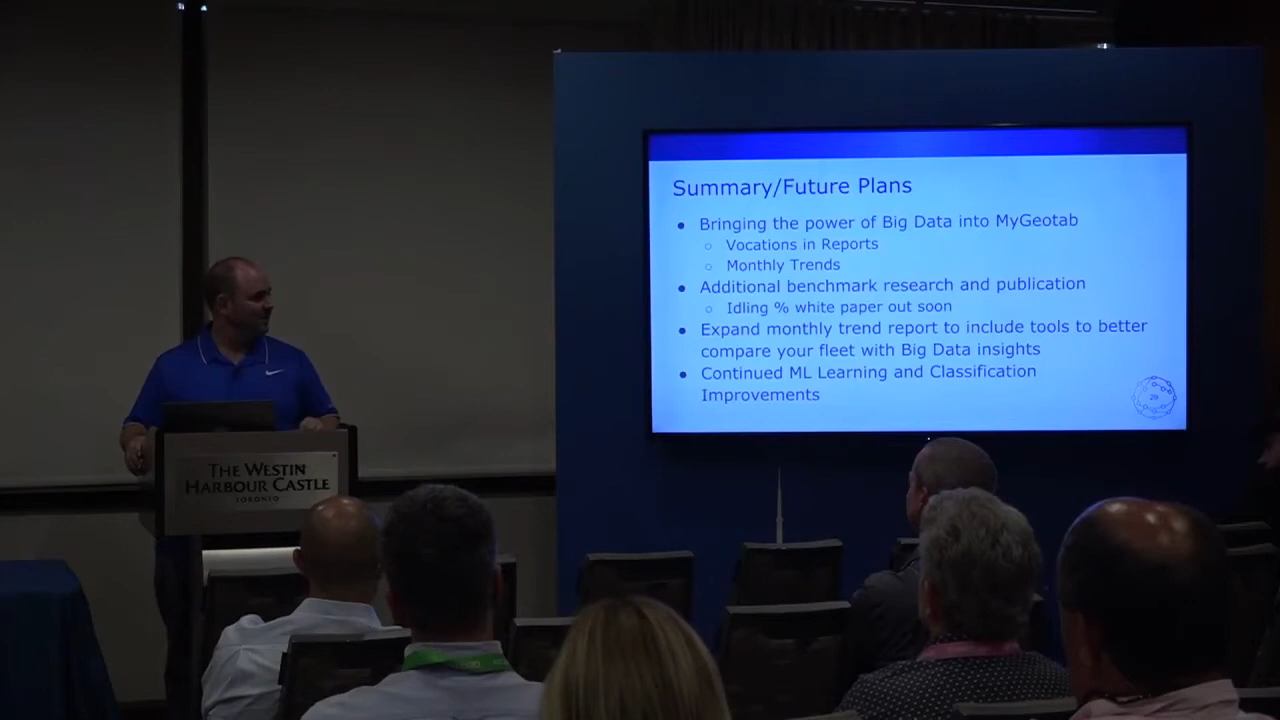 Summary/Future Plans
● Bringing the power of Big Data into MyGeotab
○ Vocations in Reports
○ Monthly Trends
● Additional benchmark research and publication
○ Idling % white paper out soon
● Expand monthly trend report to include tools to better
compare your fleet with Big Data insights
● Continued ML Learning and Classification
Improvements
29
THE WESTIN
HARBOUR CASTLE
TORONTO